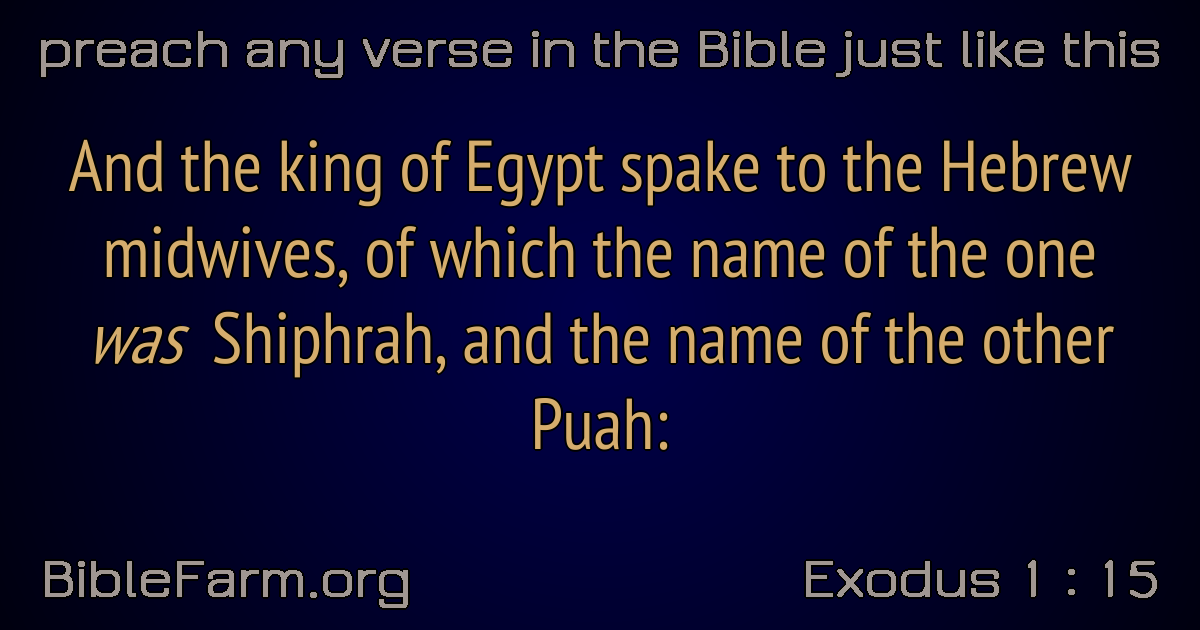 preach any verse in the Bible just like this
And the king of Egypt spake to the Hebrew
midwives, of which the name of the one
was Shiphrah, and the name of the other
Puah:
BibleFarm.org
Exodus 1 : 15